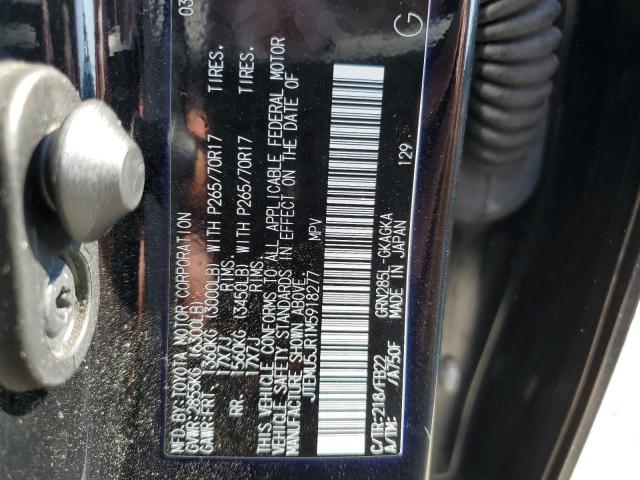 MFD. BY: TOYOTA MOTOR CORPORATION 03
GVWR: 2855KG (6300LB)
GAWR: FRT 1360KG (3000LB) WITH P265/70R17 TIRES.
17X7J RIMS.
RR 1560KG (3450LB) WITH P265/70R17 TIRES.
17X7J RIMS.
THIS VEHICLE CONFORMS TO ALL APPLICABLE FEDERAL MOTOR
VEHICLE SAFETY STANDARDS IN EFFECT ON THE DATE OF
MANUFACTURE SHOWN ABOVE.
JTEMU5JR1M5918277 MPV
129
C/TR: 218/FB22 GRN285L-GKAGKA
A/TM: /A750F MADE IN JAPAN
G